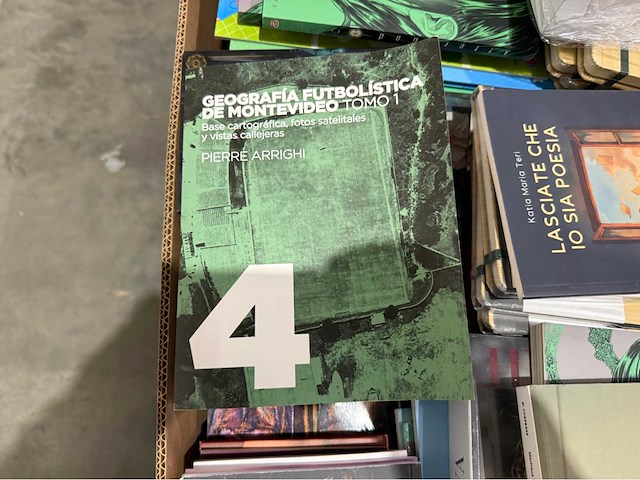 GEOGRAFÍA FUTBOLÍSTICA
DE MONTEVIDEO TOMO 1
Base cartográfica, fotos satelitales
y vistas callejeras
PIERRE ARRIGHI
4
Katia Maria Teri
LASCIATE CHE
IO SIA POESIA